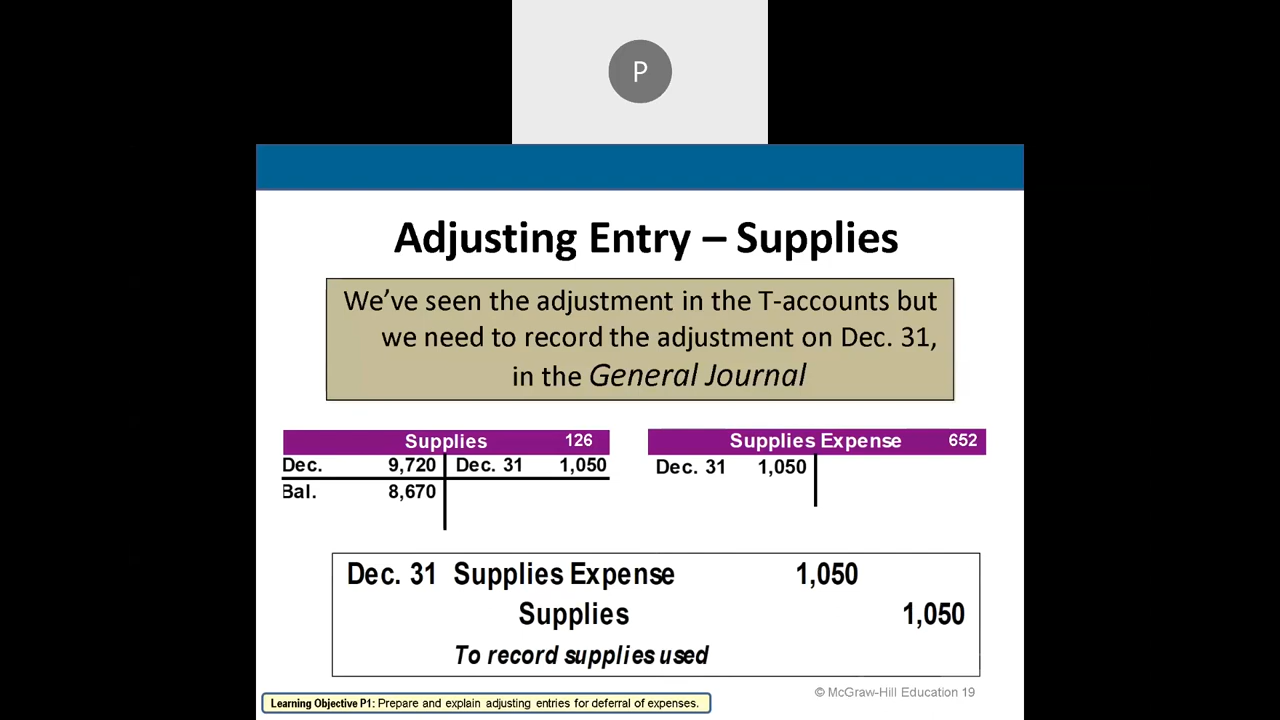 P
Adjusting Entry – Supplies
We've seen the adjustment in the T-accounts but
we need to record the adjustment on Dec. 31,
in the General Journal
Supplies 126
Dec. 9,720 Dec. 31 1,050
Bal. 8,670
Supplies Expense 652
Dec. 31 1,050
Dec. 31 Supplies Expense 1,050
Supplies 1,050
To record supplies used
© McGraw-Hill Education 19
Learning Objective P1: Prepare and explain adjusting entries for deferral of expenses.